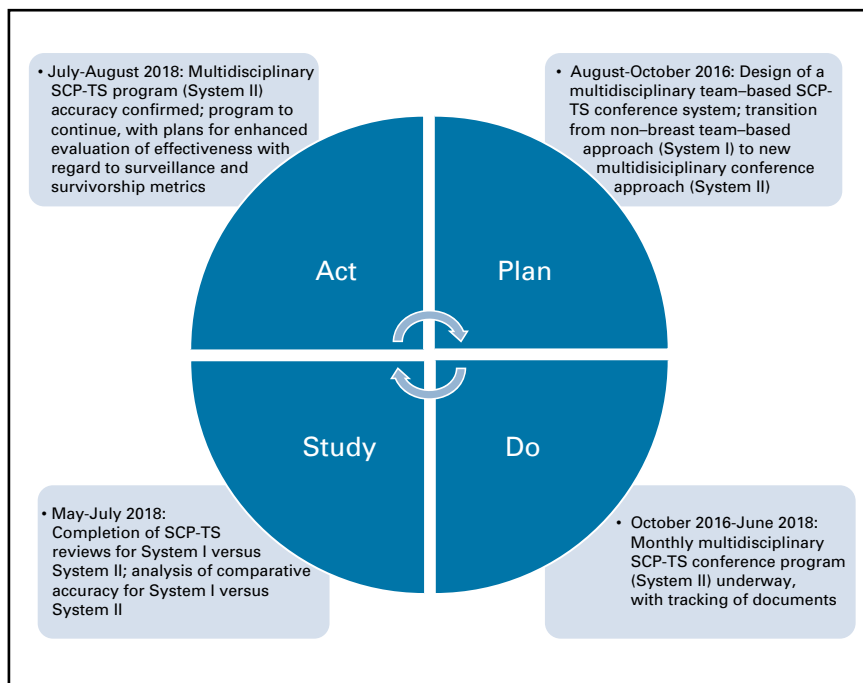 • July-August 2018: Multidisciplinary
SCP-TS program (System II)
accuracy confirmed; program to
continue, with plans for enhanced
evaluation of effectiveness with
regard to surveillance and
survivorship metrics
• August-October 2016: Design of a
multidisciplinary team–based SCP-
TS conference system; transition
from non–breast team–based
approach (System I) to new
multidisiciplinary conference
approach (System II)
Act
Plan
Study
Do
• May-July 2018:
Completion of SCP-TS
reviews for System I versus
System II; analysis of comparative
accuracy for System I versus
System II
• October 2016-June 2018:
Monthly multidisciplinary
SCP-TS conference program
(System II) underway,
with tracking of documents